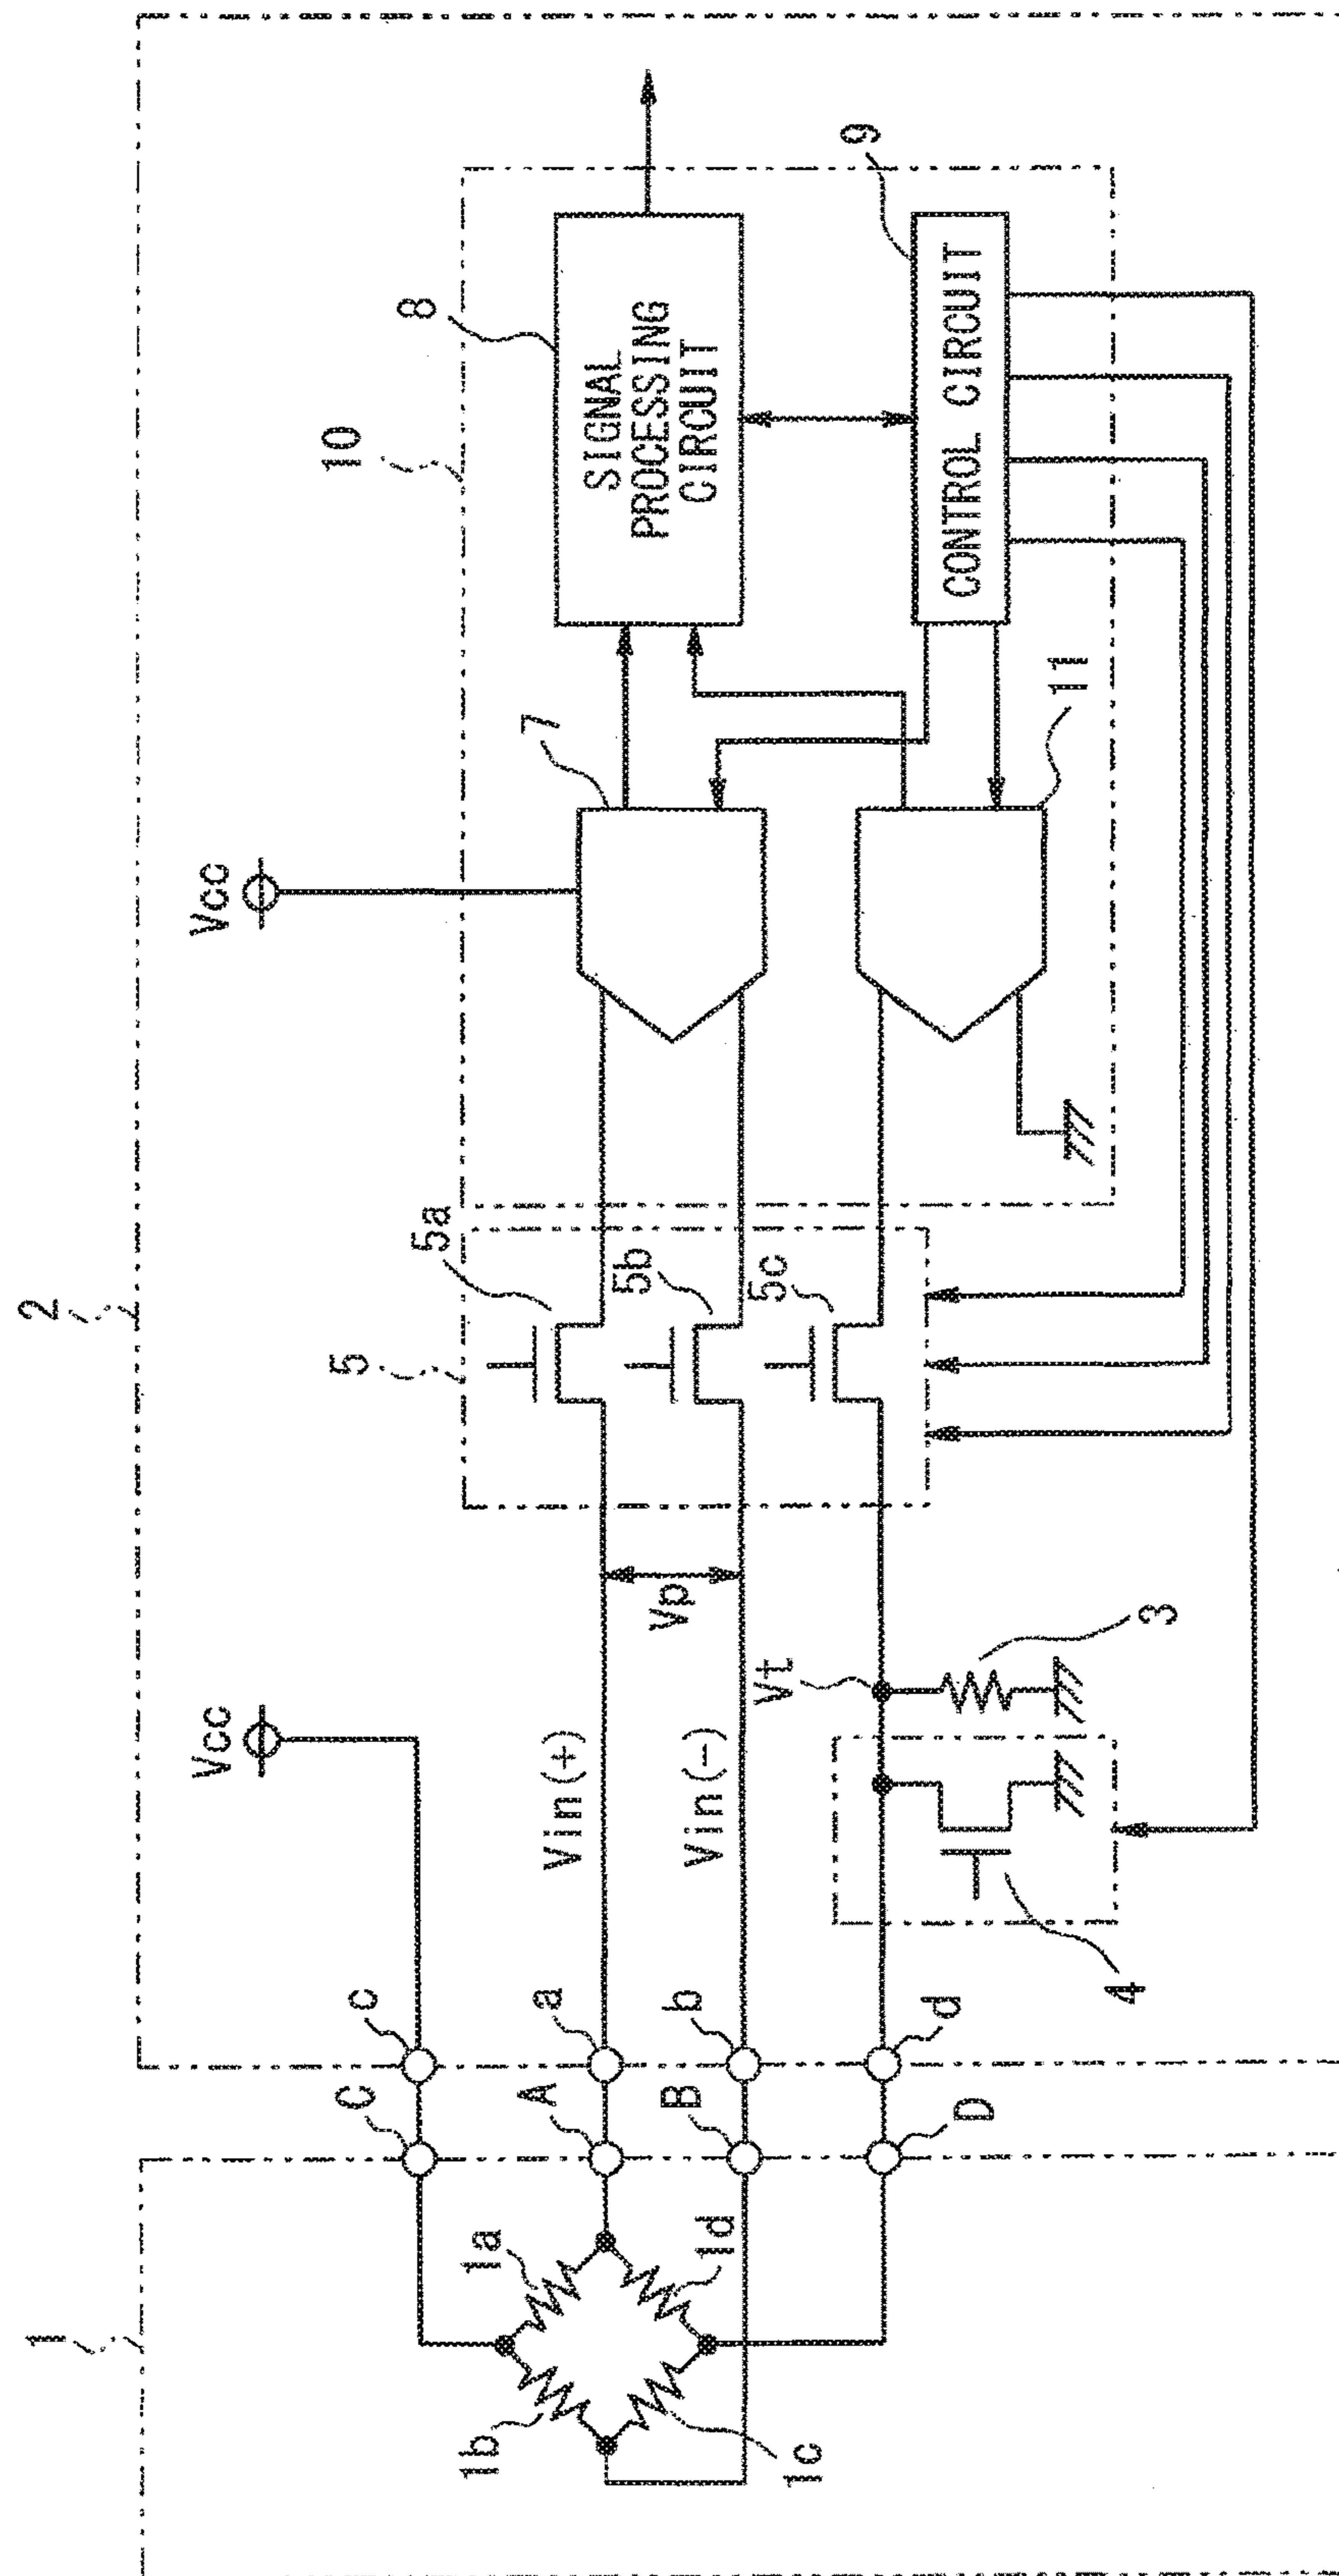 2
1
10
5
Vcc
Vcc
C
c
1a
1b
1c
1d
A
a
B
b
D
d
Vin(+)
Vin(-)
Vp
Vt
3
4
5a
5b
5c
7
8
SIGNAL
PROCESSING
CIRCUIT
9
CONTROL CIRCUIT
11